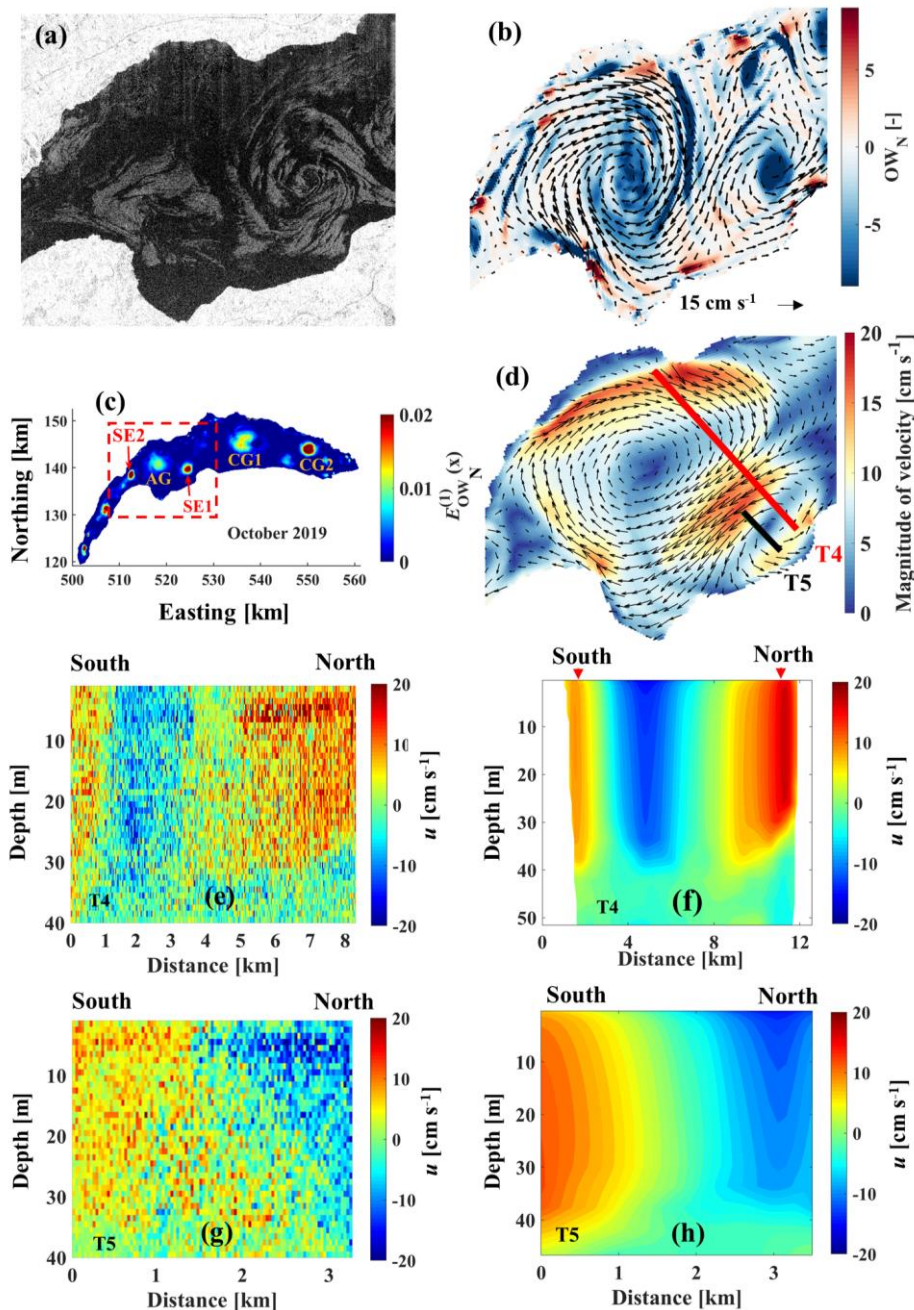 (a)
(b)
5
0
-5
OW_N [-]
15 cm s⁻¹
(c)
Northing [km]
150
140
130
120
SE2
AG
CG1
CG2
SE1
October 2019
500 510 520 530 540 550 560
Easting [km]
0.02
0.01
0
E^(1)_OW_N (x)
(d)
T4
T5
20
15
10
5
0
Magnitude of velocity [cm s⁻¹]
South North
Depth [m]
10
20
30
40
T4
(e)
0 1 2 3 4 5 6 7 8
Distance [km]
20
10
0
-10
-20
u [cm s⁻¹]
South North
Depth [m]
10
20
30
40
50
T4
(f)
0 4 8 12
Distance [km]
20
10
0
-10
-20
u [cm s⁻¹]
South North
Depth [m]
10
20
30
40
T5
(g)
0 1 2 3
Distance [km]
20
10
0
-10
-20
u [cm s⁻¹]
South North
Depth [m]
10
20
30
40
T5
(h)
0 1 2 3
Distance [km]
20
10
0
-10
-20
u [cm s⁻¹]